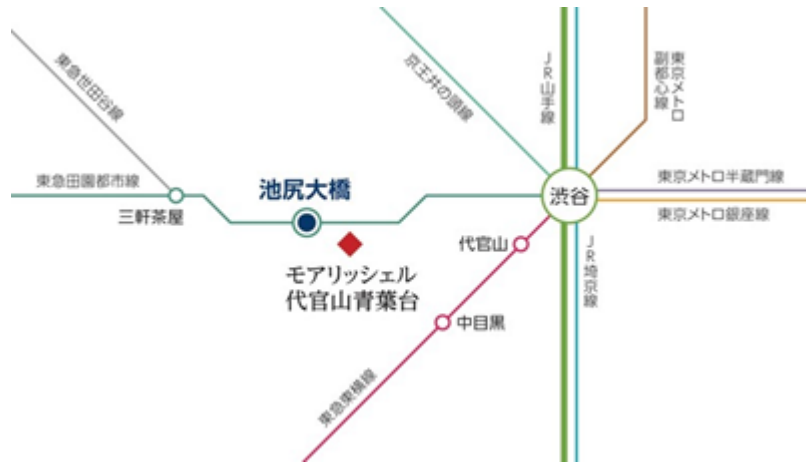 東急世田谷線
京王井の頭線
JR山手線
東京メトロ
副都心線
東急田園都市線
池尻大橋
三軒茶屋
渋谷
東京メトロ半蔵門線
東京メトロ銀座線
代官山
JR埼京線
モアリッシェル
代官山青葉台
中目黒
東急東横線